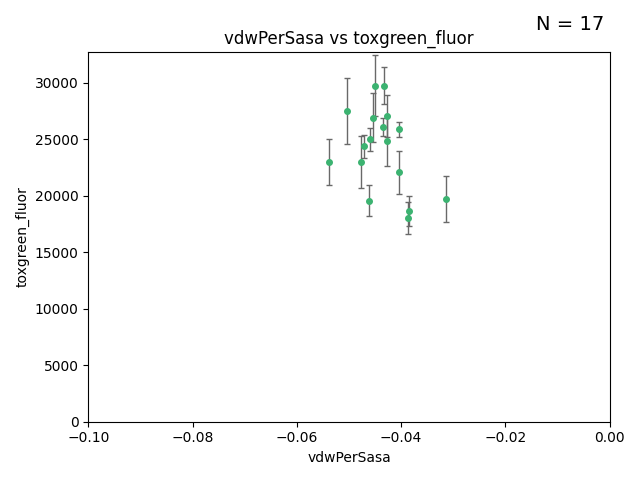 N = 17
vdwPerSasa vs toxgreen_fluor
30000
25000
20000
15000
10000
5000
0
toxgreen_fluor
−0.10 −0.08 −0.06 −0.04 −0.02 0.00
vdwPerSasa